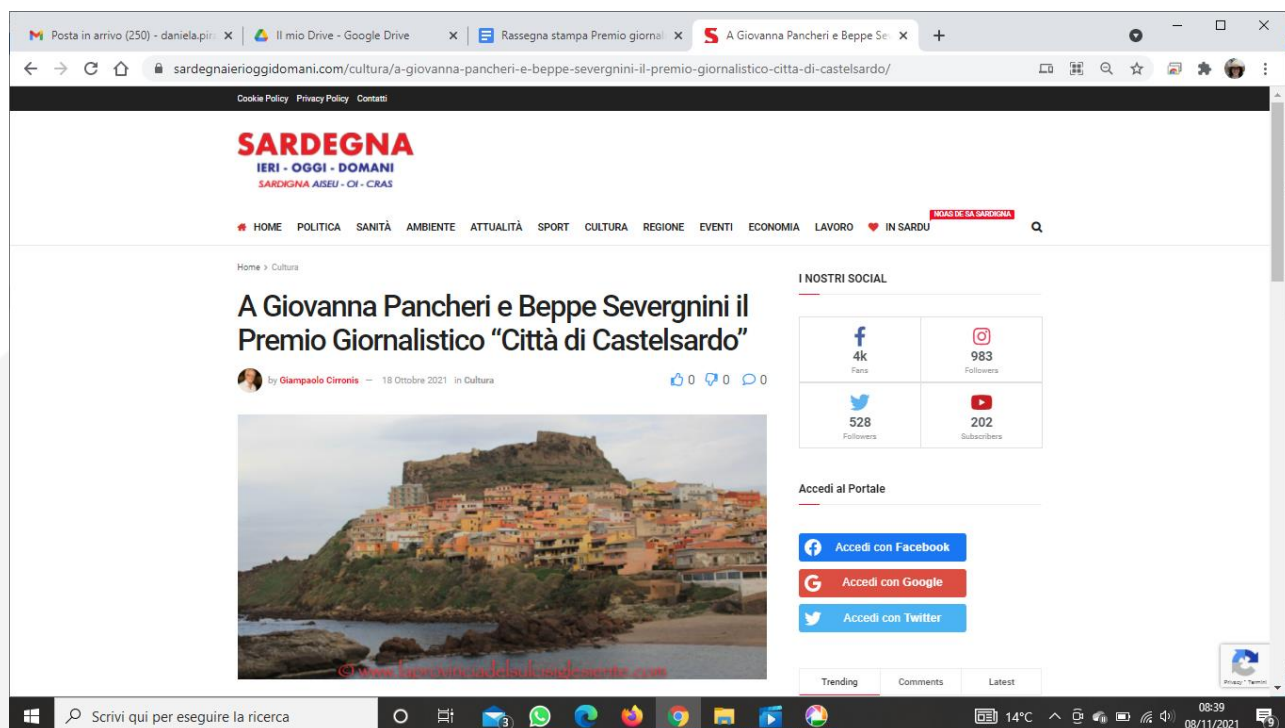 Posta in arrivo (250) - daniela.pir
Il mio Drive - Google Drive
Rassegna stampa Premio giornal
A Giovanna Pancheri e Beppe Se
sardegnaierioggidomani.com/cultura/a-giovanna-pancheri-e-beppe-severgnini-il-premio-giornalistico-citta-di-castelsardo/
Cookie Policy Privacy Policy Contatti
SARDEGNA
IERI - OGGI - DOMANI
SARDIGNA AISEU - OI - CRAS
NOAS DE SA SARDIGNA
HOME POLITICA SANITÀ AMBIENTE ATTUALITÀ SPORT CULTURA REGIONE EVENTI ECONOMIA LAVORO IN SARDU
Home > Cultura
A Giovanna Pancheri e Beppe Severgnini il
Premio Giornalistico “Città di Castelsardo”
by Giampaolo Cirronis — 18 Ottobre 2021 in Cultura
0 0 0
I NOSTRI SOCIAL
4k
Fans
983
Followers
528
Followers
202
Subscribers
Accedi al Portale
Accedi con Facebook
Accedi con Google
Accedi con Twitter
Trending Comments Latest
Privacy - Termini
Scrivi qui per eseguire la ricerca
14°C
08:39
08/11/2021